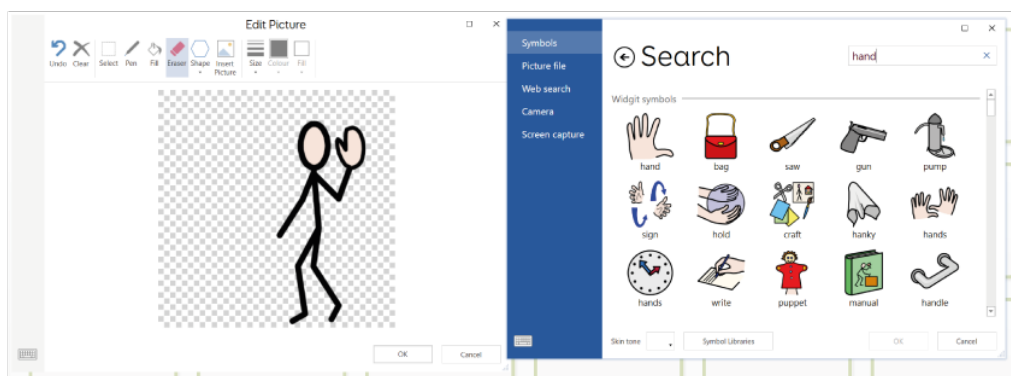 Edit Picture
Undo Clear Select Pen Fill Eraser Shape Insert Picture Size Colour Fill
OK Cancel
Symbols
Picture file
Web search
Camera
Screen capture
Search
hand
Widgit symbols
hand bag saw gun pump
sign hold craft hanky hands
hands write puppet manual handle
Skin tone Symbol Libraries OK Cancel